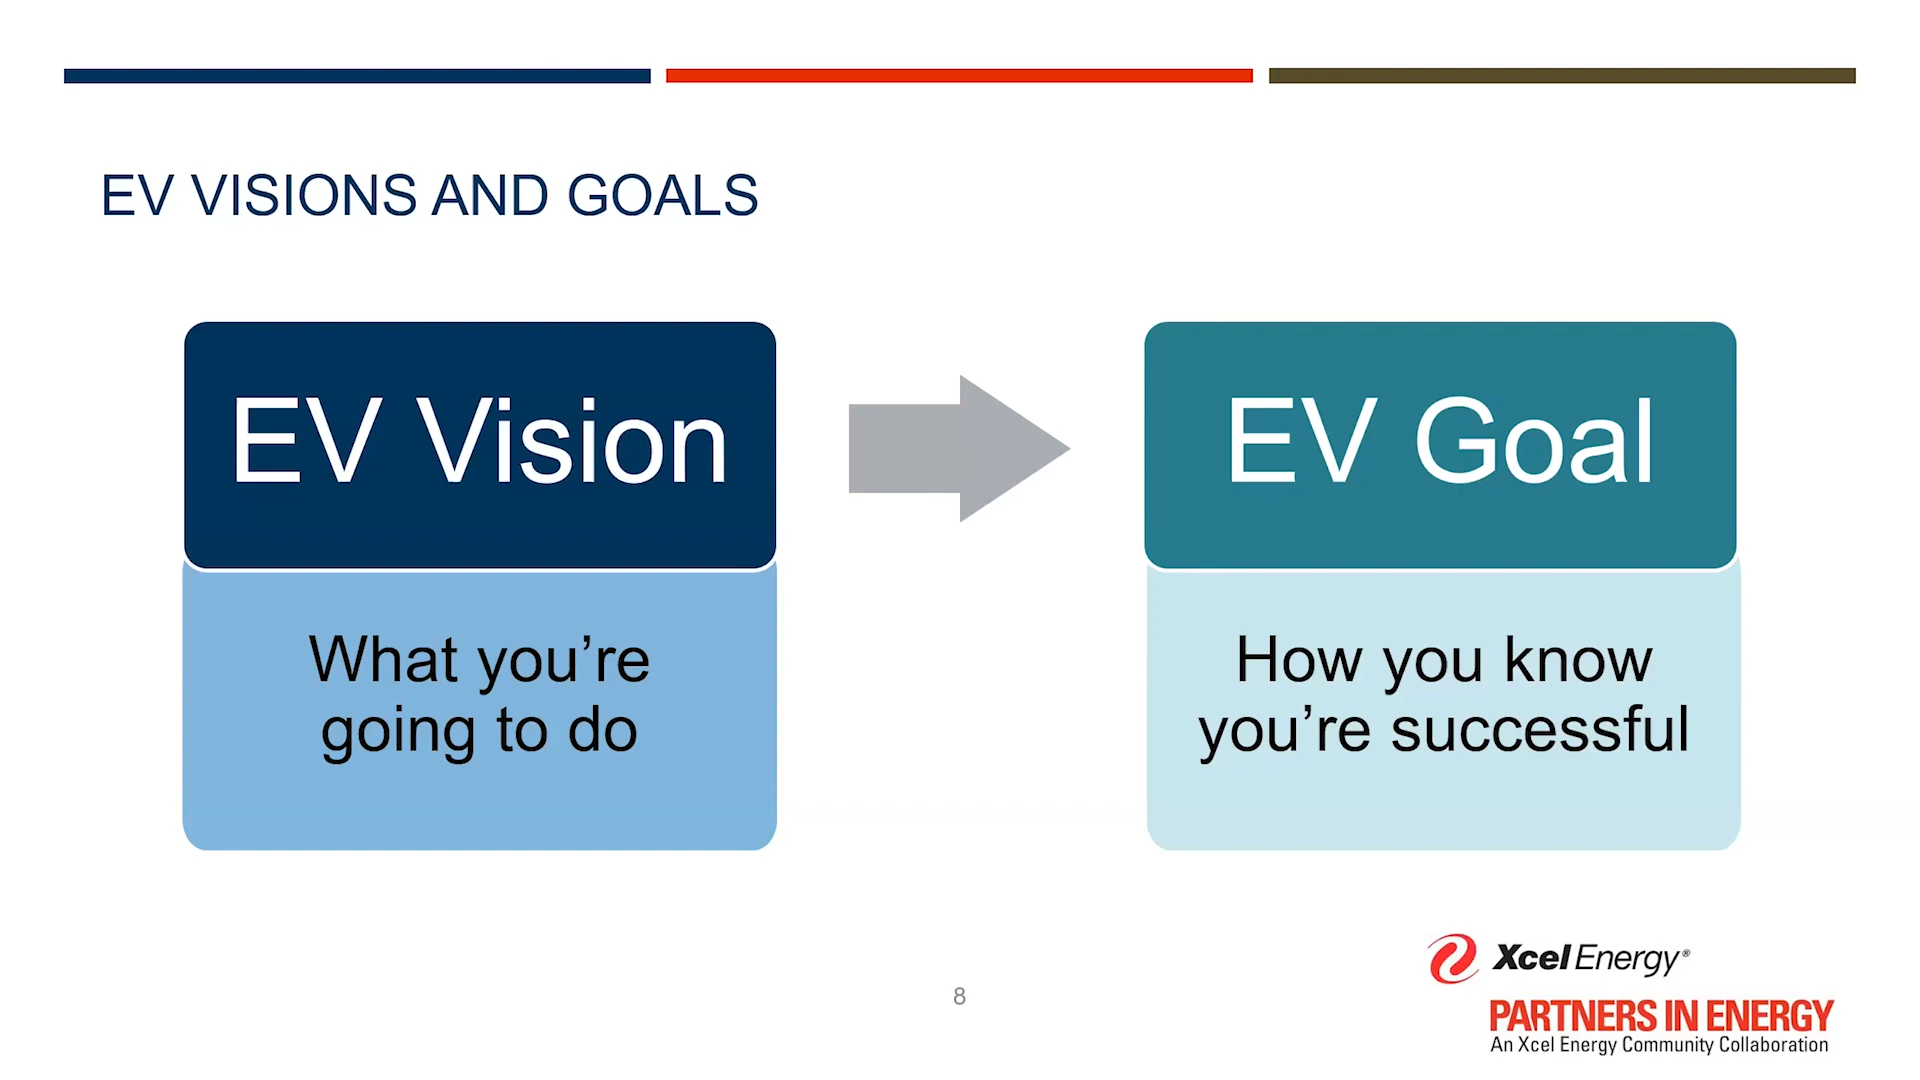 EV VISIONS AND GOALS
EV Vision
What you’re
going to do
EV Goal
How you know
you’re successful
8
Xcel Energy®
PARTNERS IN ENERGY
An Xcel Energy Community Collaboration